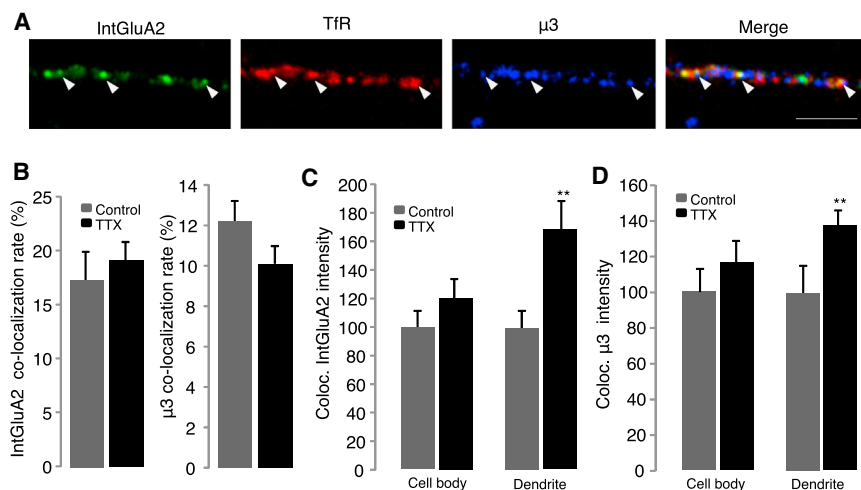 A
IntGluA2
TfR
µ3
Merge
B
IntGluA2 co-localization rate (%)
25
20
15
10
5
0
Control
TTX
µ3 co-localization rate (%)
14
12
10
8
6
4
2
0
C
Coloc. IntGluA2 intensity
200
180
160
140
120
100
80
60
40
20
0
Control
TTX
**
Cell body
Dendrite
D
Coloc. µ3 intensity
160
140
120
100
80
60
40
20
0
Control
TTX
**
Cell body
Dendrite